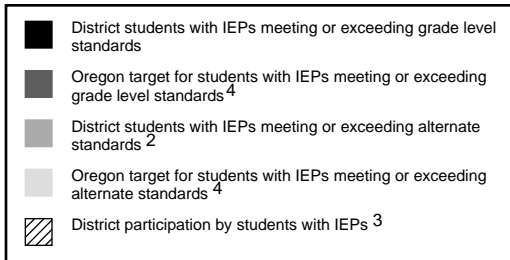 District students with IEPs meeting or exceeding grade level
standards
Oregon target for students with IEPs meeting or exceeding
grade level standards 4
District students with IEPs meeting or exceeding alternate
standards 2
Oregon target for students with IEPs meeting or exceeding
alternate standards 4
District participation by students with IEPs 3